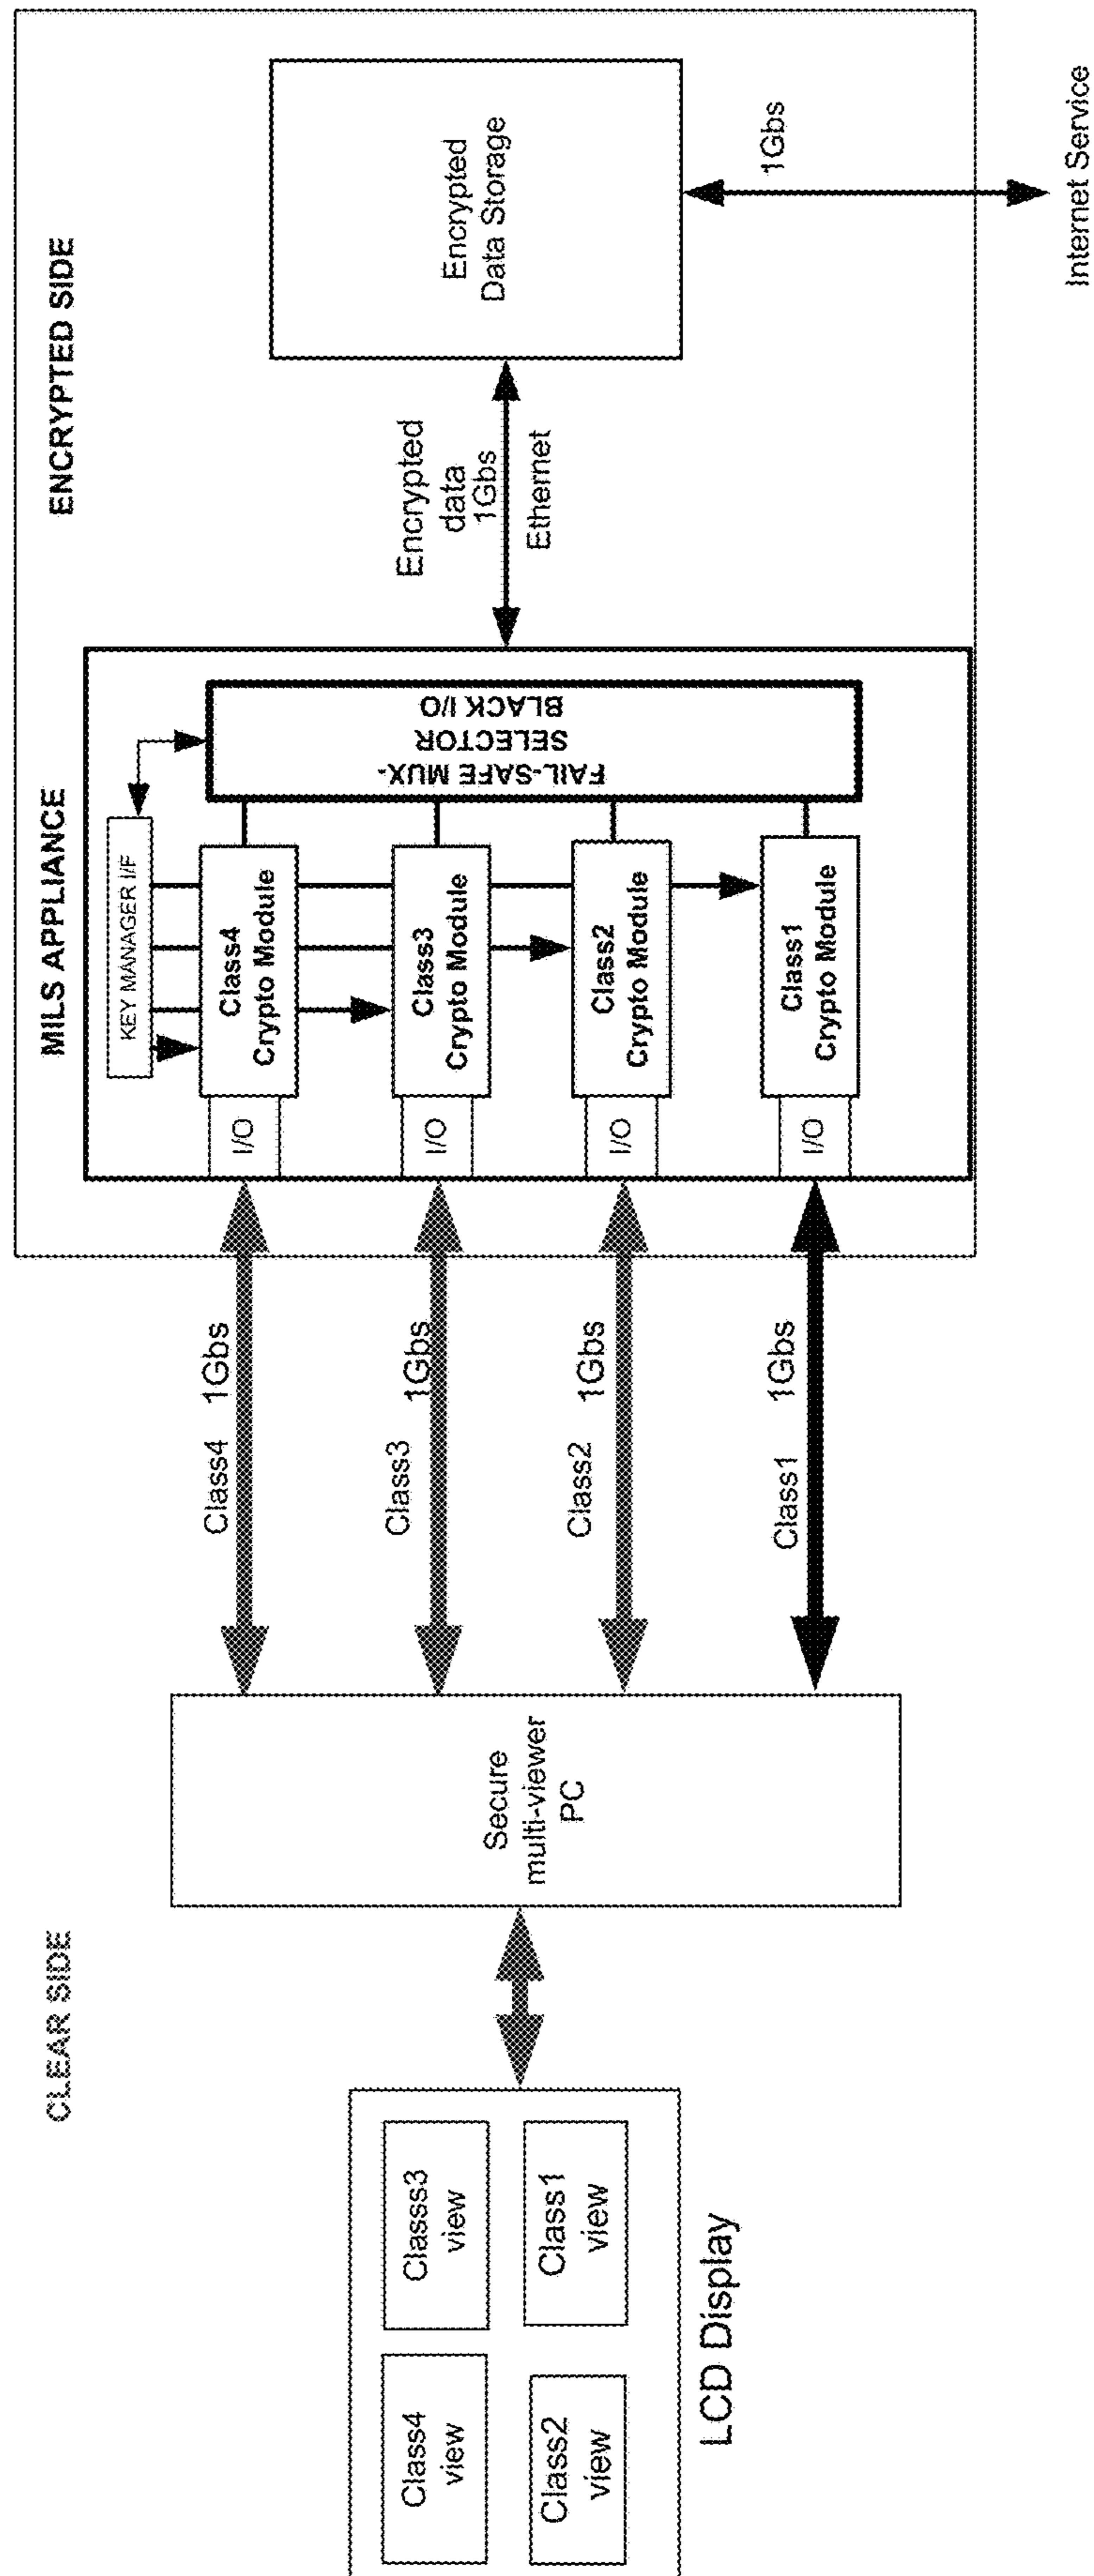 CLEAR SIDE
ENCRYPTED SIDE
MILS APPLIANCE
Class4
view
Classs3
view
Class2
view
Class1
view
LCD Display
Secure
multi-viewer
PC
Class4 1Gbs
Class3 1Gbs
Class2 1Gbs
Class1 1Gbs
KEY MANAGER I/F
I/O
Class4
Crypto Module
I/O
Class3
Crypto Module
I/O
Class2
Crypto Module
I/O
Class1
Crypto Module
FAIL-SAFE MUX-
SELECTOR
BLACK I/O
Encrypted
data
1Gbs
Ethernet
Encrypted
Data Storage
1Gbs
Internet Service